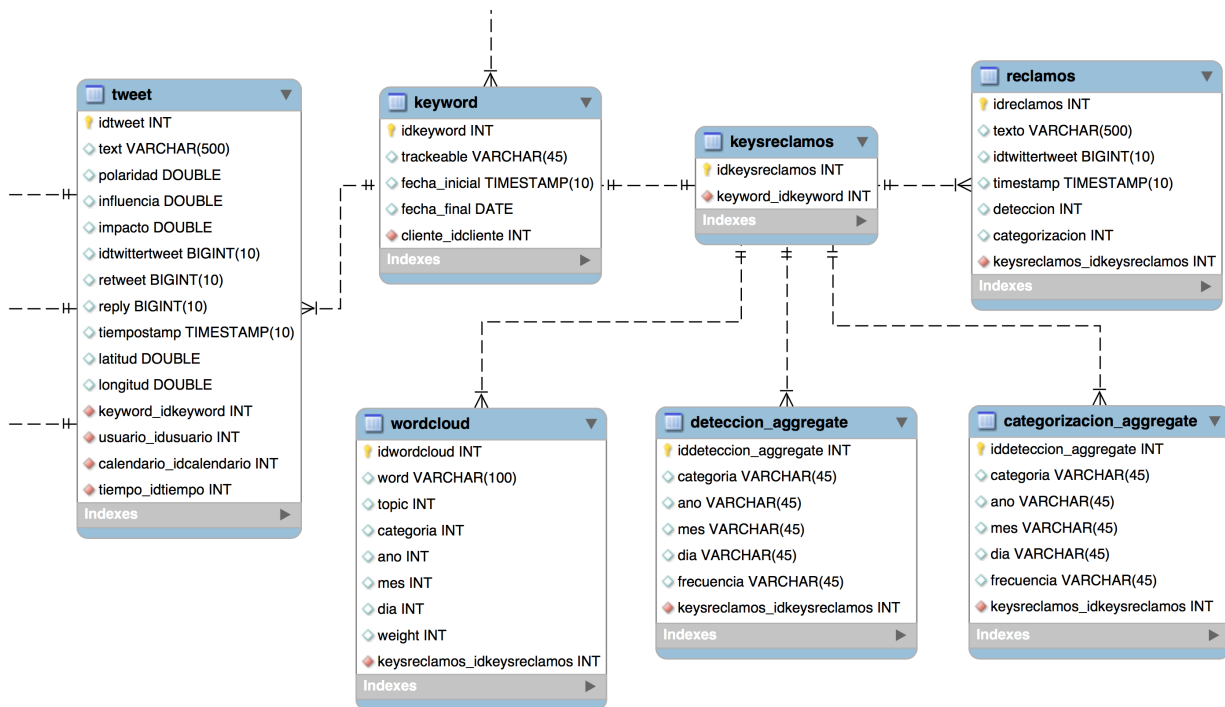 tweet
idtweet INT
text VARCHAR(500)
polaridad DOUBLE
influencia DOUBLE
impacto DOUBLE
idtwittertweet BIGINT(10)
retweet BIGINT(10)
reply BIGINT(10)
tiempostamp TIMESTAMP(10)
latitud DOUBLE
longitud DOUBLE
keyword_idkeyword INT
usuario_idusuario INT
calendario_idcalendario INT
tiempo_idtiempo INT
Indexes
keyword
idkeyword INT
trackeable VARCHAR(45)
fecha_inicial TIMESTAMP(10)
fecha_final DATE
cliente_idcliente INT
Indexes
keysreclamos
idkeysreclamos INT
keyword_idkeyword INT
Indexes
reclamos
idreclamos INT
texto VARCHAR(500)
idtwittertweet BIGINT(10)
timestamp TIMESTAMP(10)
deteccion INT
categorizacion INT
keysreclamos_idkeysreclamos INT
Indexes
wordcloud
idwordcloud INT
word VARCHAR(100)
topic INT
categoria INT
ano INT
mes INT
dia INT
weight INT
keysreclamos_idkeysreclamos INT
Indexes
deteccion_aggregate
iddeteccion_aggregate INT
categoria VARCHAR(45)
ano VARCHAR(45)
mes VARCHAR(45)
dia VARCHAR(45)
frecuencia VARCHAR(45)
keysreclamos_idkeysreclamos INT
Indexes
categorizacion_aggregate
iddeteccion_aggregate INT
categoria VARCHAR(45)
ano VARCHAR(45)
mes VARCHAR(45)
dia VARCHAR(45)
frecuencia VARCHAR(45)
keysreclamos_idkeysreclamos INT
Indexes